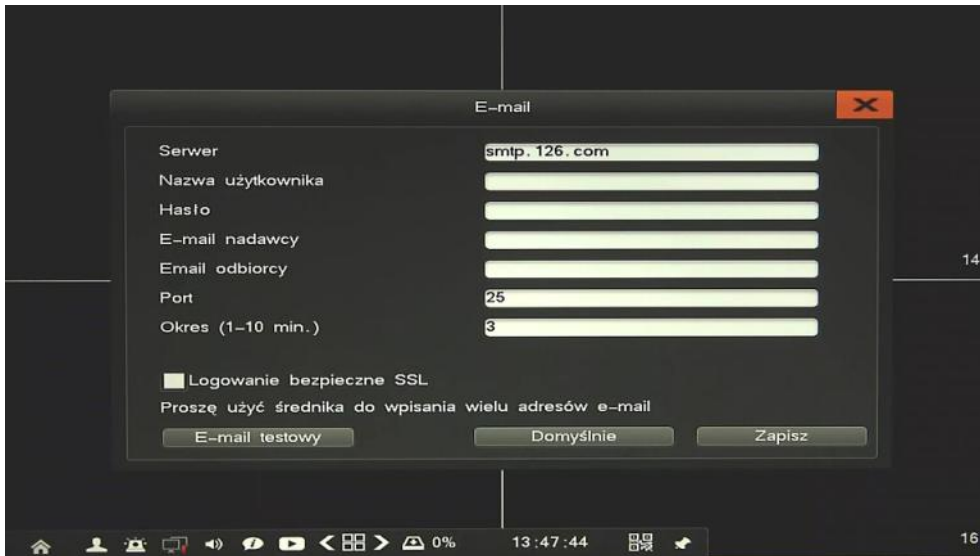 E-mail
Serwer smtp.126.com
Nazwa użytkownika
Hasło
E-mail nadawcy
Email odbiorcy
14
Port 25
Okres (1-10 min.) 3
Logowanie bezpieczne SSL
Proszę użyć średnika do wpisania wielu adresów e-mail
E-mail testowy Domyślnie Zapisz
0% 13:47:44